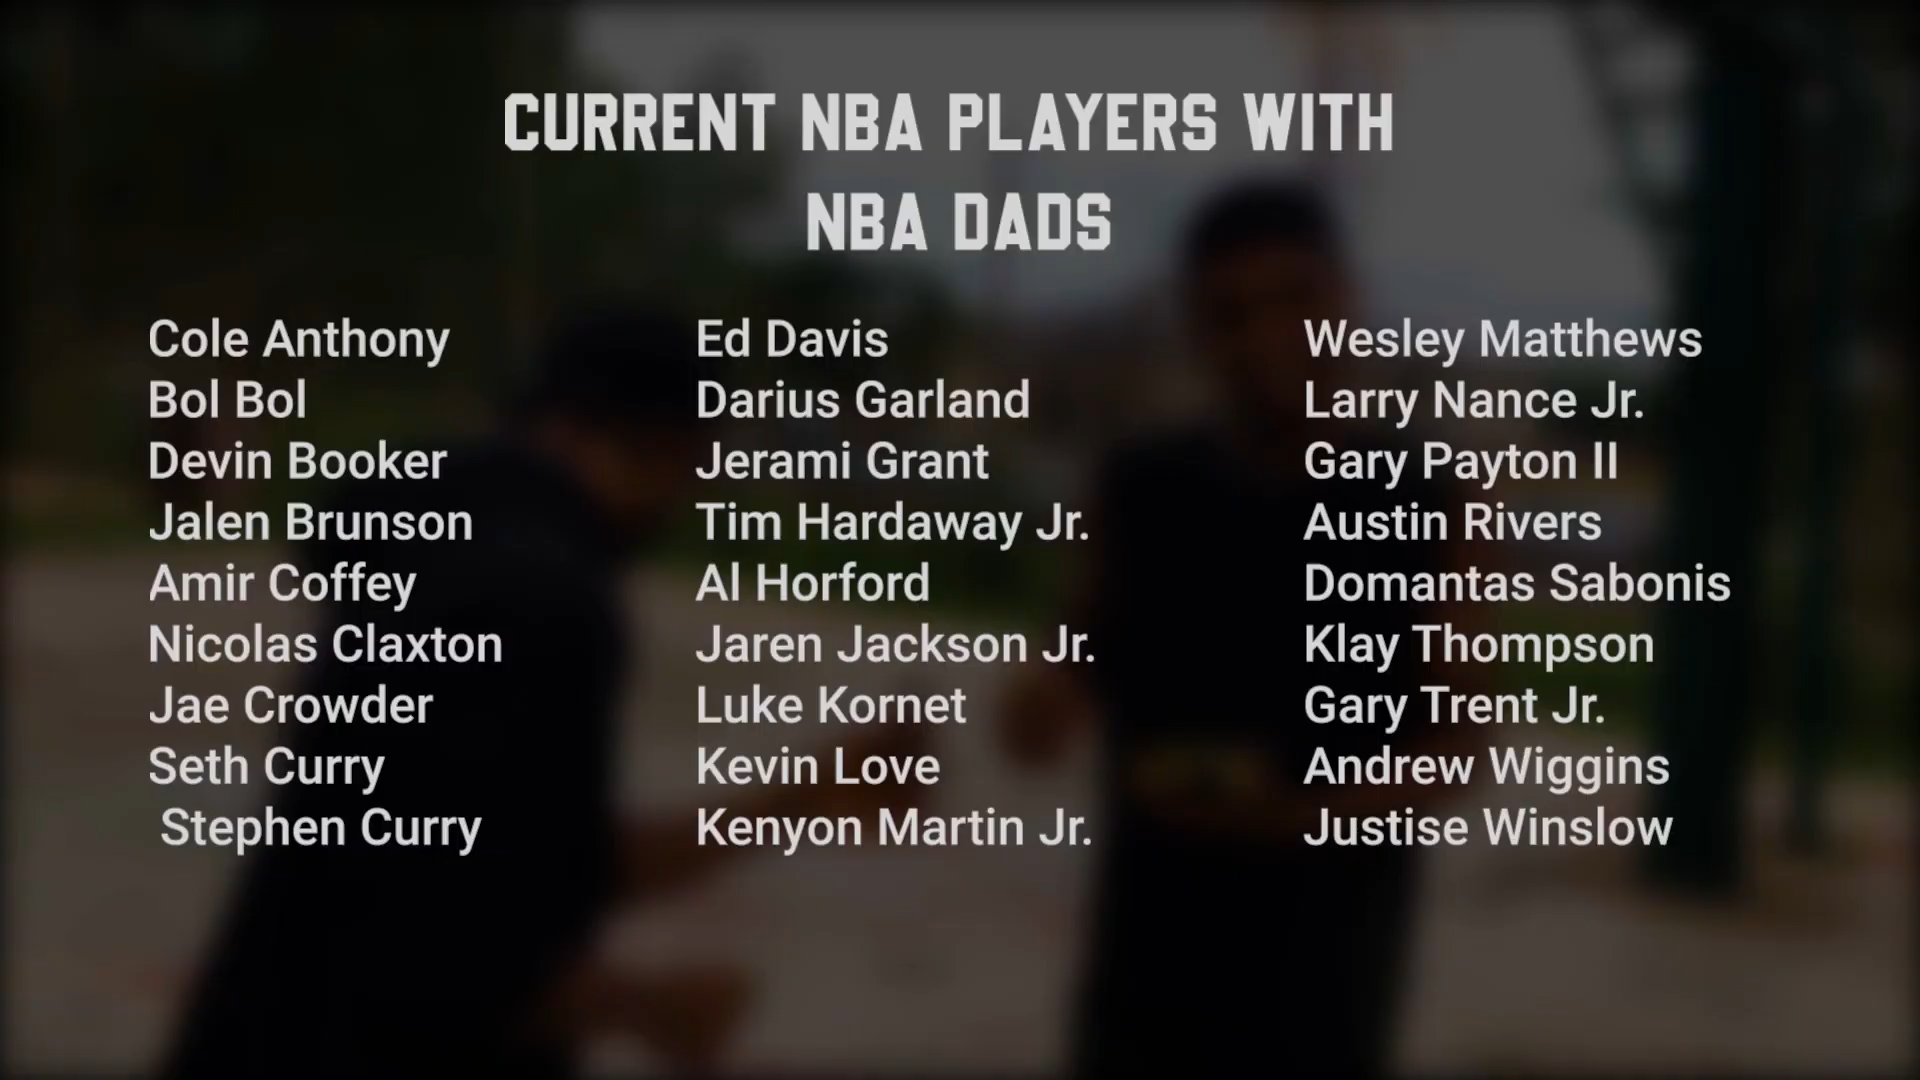 CURRENT NBA PLAYERS WITH
NBA DADS
Cole Anthony
Bol Bol
Devin Booker
Jalen Brunson
Amir Coffey
Nicolas Claxton
Jae Crowder
Seth Curry
Stephen Curry
Ed Davis
Darius Garland
Jerami Grant
Tim Hardaway Jr.
Al Horford
Jaren Jackson Jr.
Luke Kornet
Kevin Love
Kenyon Martin Jr.
Wesley Matthews
Larry Nance Jr.
Gary Payton II
Austin Rivers
Domantas Sabonis
Klay Thompson
Gary Trent Jr.
Andrew Wiggins
Justise Winslow